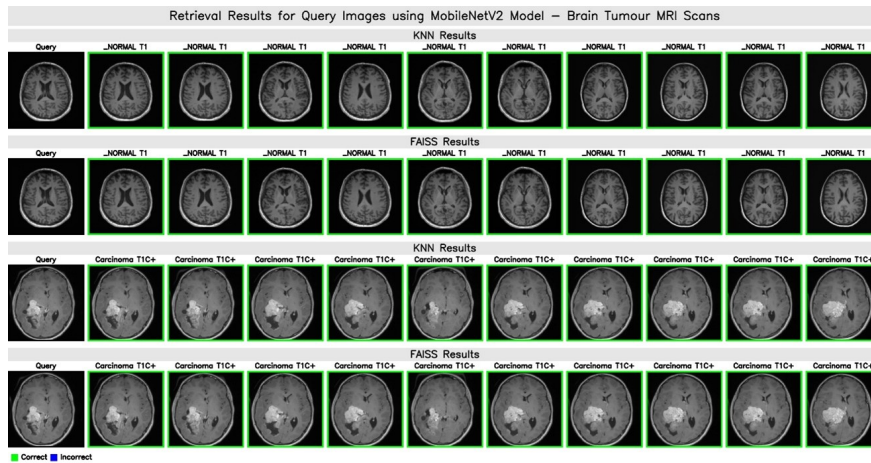 Retrieval Results for Query Images using MobileNetV2 Model – Brain Tumour MRI Scans
KNN Results
Query _NORMAL T1 _NORMAL T1 _NORMAL T1 _NORMAL T1 _NORMAL T1 _NORMAL T1 _NORMAL T1 _NORMAL T1 _NORMAL T1 _NORMAL T1
FAISS Results
Query _NORMAL T1 _NORMAL T1 _NORMAL T1 _NORMAL T1 _NORMAL T1 _NORMAL T1 _NORMAL T1 _NORMAL T1 _NORMAL T1 _NORMAL T1
KNN Results
Query Carcinoma T1C+ Carcinoma T1C+ Carcinoma T1C+ Carcinoma T1C+ Carcinoma T1C+ Carcinoma T1C+ Carcinoma T1C+ Carcinoma T1C+ Carcinoma T1C+ Carcinoma T1C+
FAISS Results
Query Carcinoma T1C+ Carcinoma T1C+ Carcinoma T1C+ Carcinoma T1C+ Carcinoma T1C+ Carcinoma T1C+ Carcinoma T1C+ Carcinoma T1C+ Carcinoma T1C+ Carcinoma T1C+
Correct Incorrect